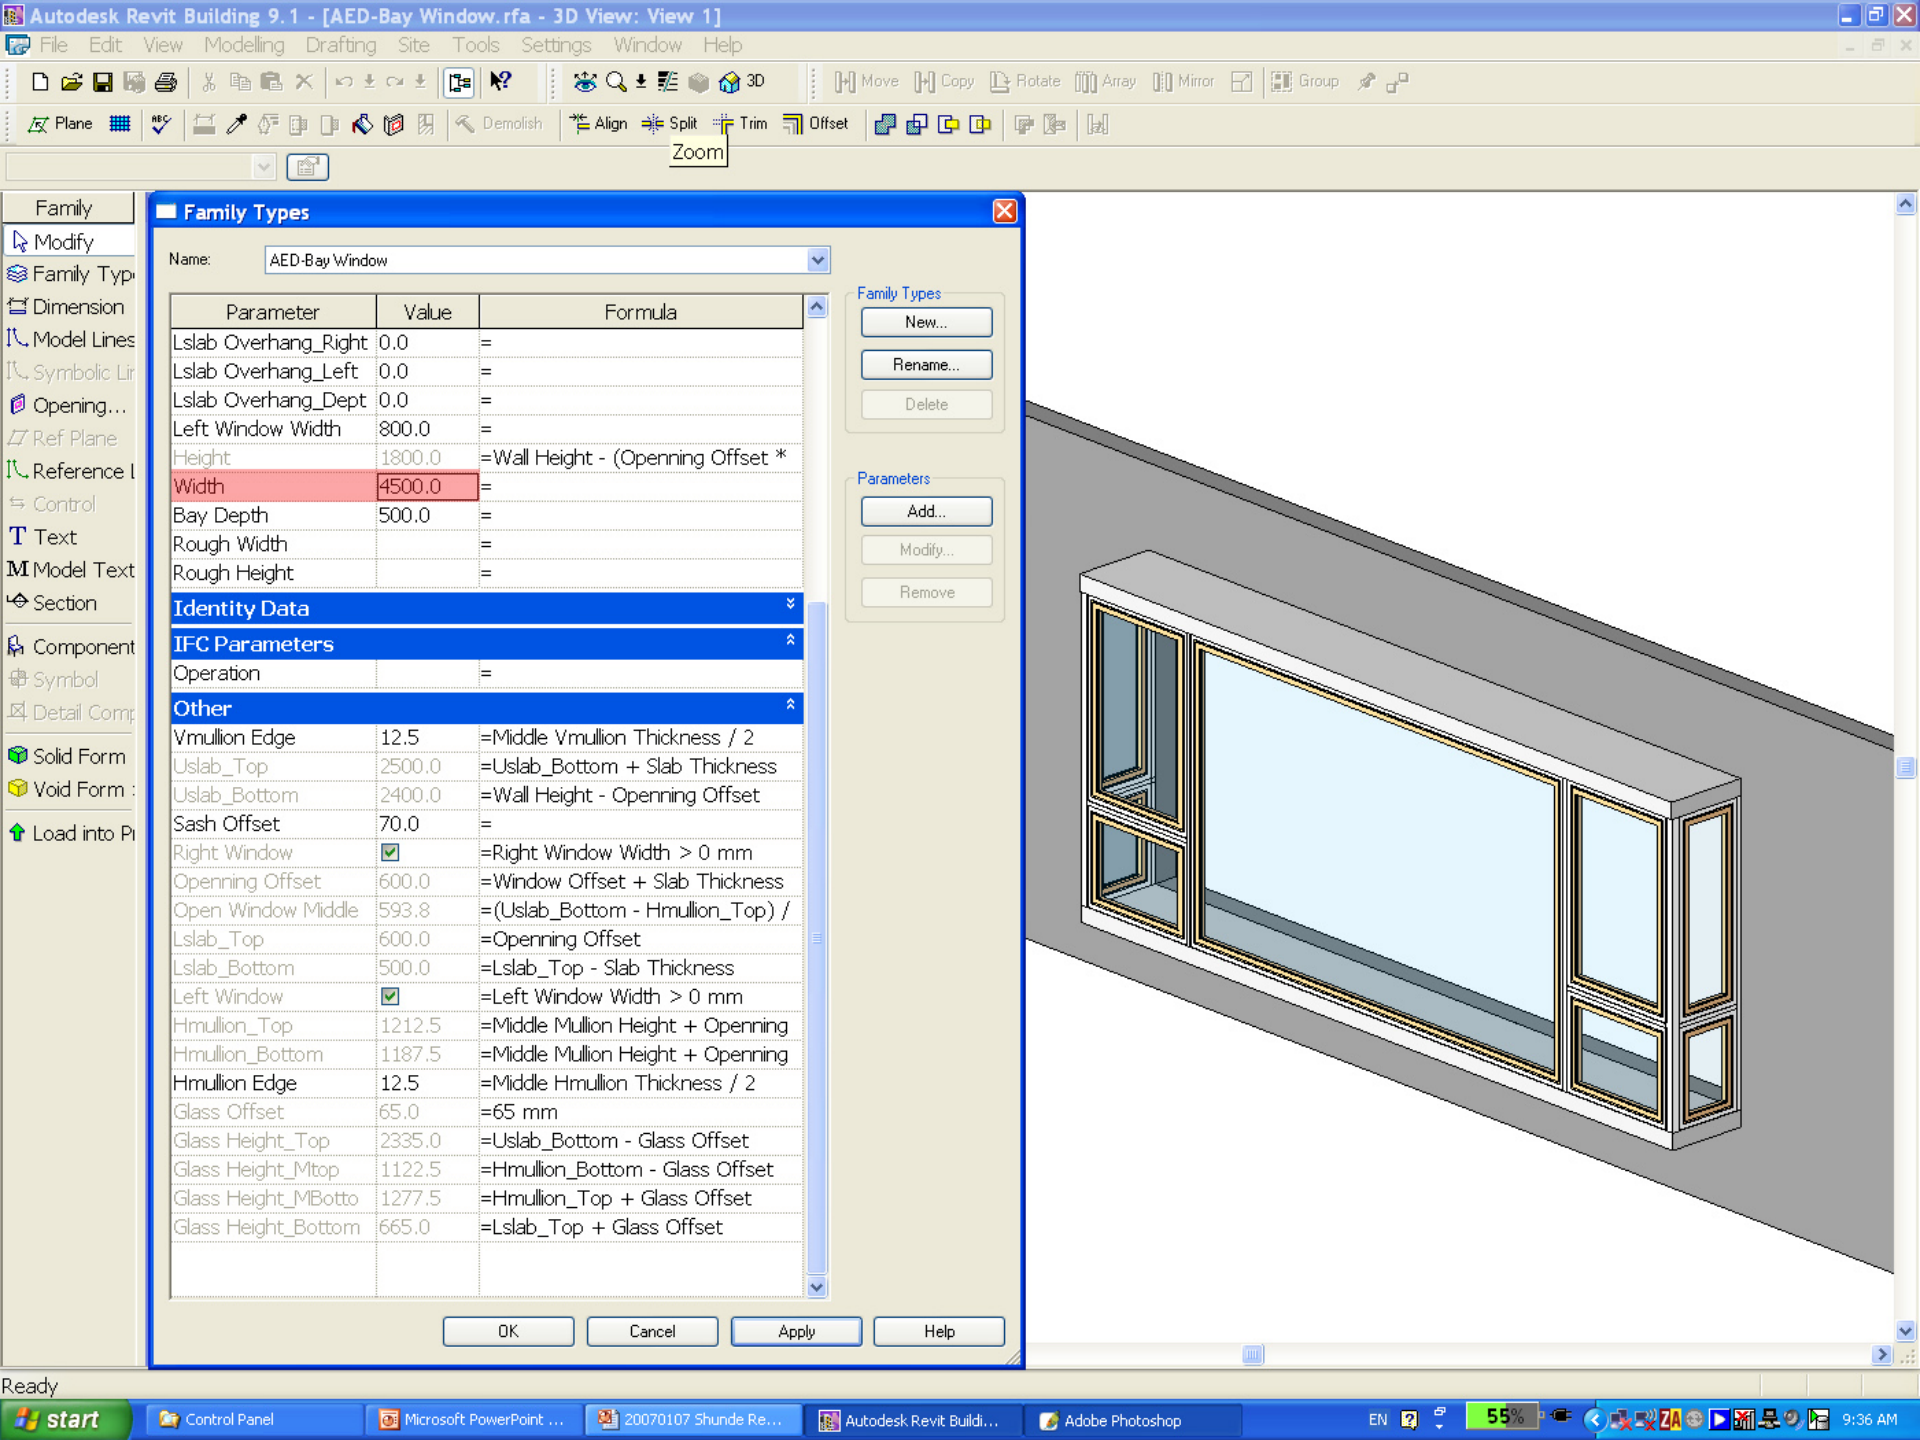 Autodesk Revit Building 9.1 - [AED-Bay Window.rfa - 3D View: View 1]
File Edit View Modelling Drafting Site Tools Settings Window Help
3D Move Copy Rotate Array Mirror Group
Plane Demolish Align Split Trim Offset
Zoom
Family
Modify
Family Typ
Dimension
Model Lines
Symbolic Lir
Opening...
Ref Plane
Reference L
Control
Text
Model Text
Section
Component
Symbol
Detail Comp
Solid Form
Void Form
Load into Pr
Family Types
Name: AED-Bay Window
Parameter Value Formula
Lslab Overhang_Right 0.0 =
Lslab Overhang_Left 0.0 =
Lslab Overhang_Dept 0.0 =
Left Window Width 800.0 =
Height 1800.0 =Wall Height - (Openning Offset *
Width 4500.0 =
Bay Depth 500.0 =
Rough Width =
Rough Height =
Identity Data
IFC Parameters
Operation =
Other
Vmullion Edge 12.5 =Middle Vmullion Thickness / 2
Uslab_Top 2500.0 =Uslab_Bottom + Slab Thickness
Uslab_Bottom 2400.0 =Wall Height - Openning Offset
Sash Offset 70.0 =
Right Window =Right Window Width > 0 mm
Openning Offset 600.0 =Window Offset + Slab Thickness
Open Window Middle 593.8 =(Uslab_Bottom - Hmullion_Top) /
Lslab_Top 600.0 =Openning Offset
Lslab_Bottom 500.0 =Lslab_Top - Slab Thickness
Left Window =Left Window Width > 0 mm
Hmullion_Top 1212.5 =Middle Mullion Height + Openning
Hmullion_Bottom 1187.5 =Middle Mullion Height + Openning
Hmullion Edge 12.5 =Middle Hmullion Thickness / 2
Glass Offset 65.0 =65 mm
Glass Height_Top 2335.0 =Uslab_Bottom - Glass Offset
Glass Height_Mtop 1122.5 =Hmullion_Bottom - Glass Offset
Glass Height_MBotto 1277.5 =Hmullion_Top + Glass Offset
Glass Height_Bottom 665.0 =Lslab_Top + Glass Offset
Family Types
New...
Rename...
Delete
Parameters
Add...
Modify...
Remove
OK Cancel Apply Help
Ready
start Control Panel Microsoft PowerPoint ... 20070107 Shunde Re... Autodesk Revit Buildi... Adobe Photoshop EN 55% ZA 9:36 AM